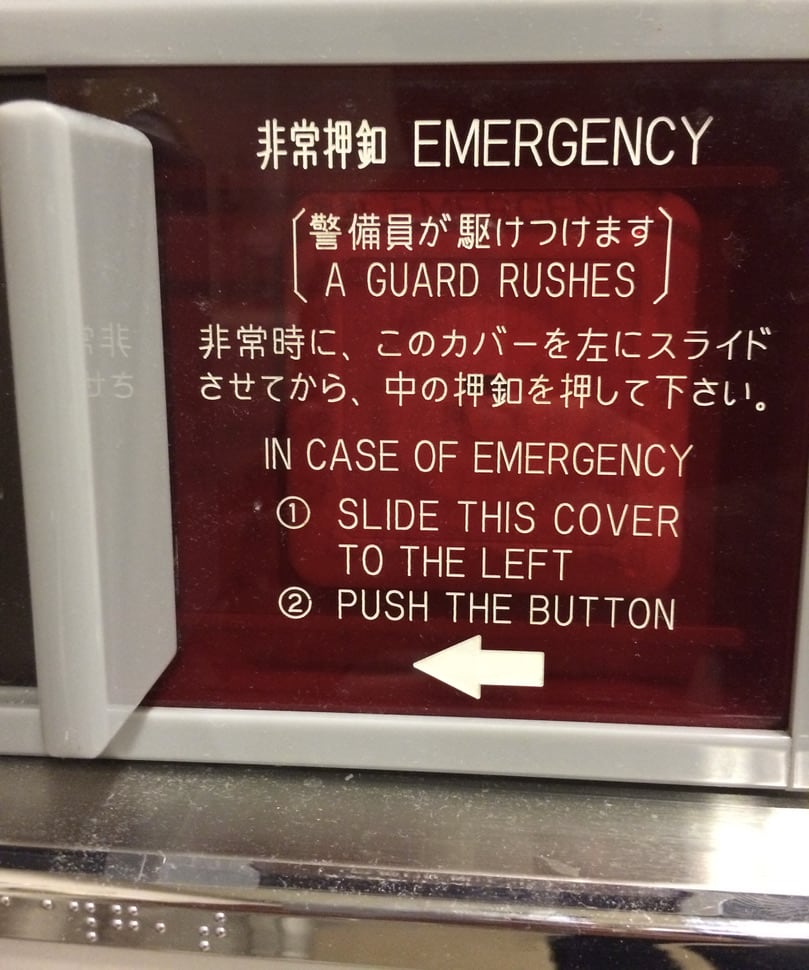 非常押釦 EMERGENCY
警備員が駆けつけます
A GUARD RUSHES
非常時に、このカバーを左にスライド
させてから、中の押釦を押して下さい。
IN CASE OF EMERGENCY
① SLIDE THIS COVER
TO THE LEFT
② PUSH THE BUTTON